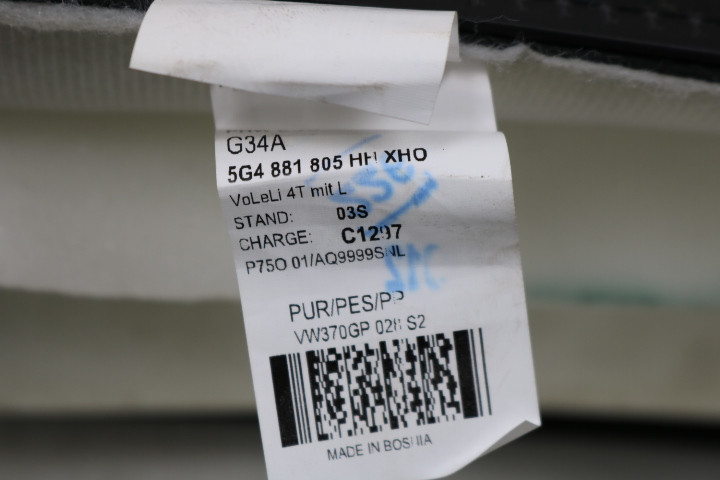 G34A
5G4 881 805 HH XHO
VoLeLi 4T mit L
STAND: 03S
CHARGE: C1297
P75O 01/AQ9999SNL
PUR/PES/PP
VW370GP 028 S2
MADE IN BOSNIA